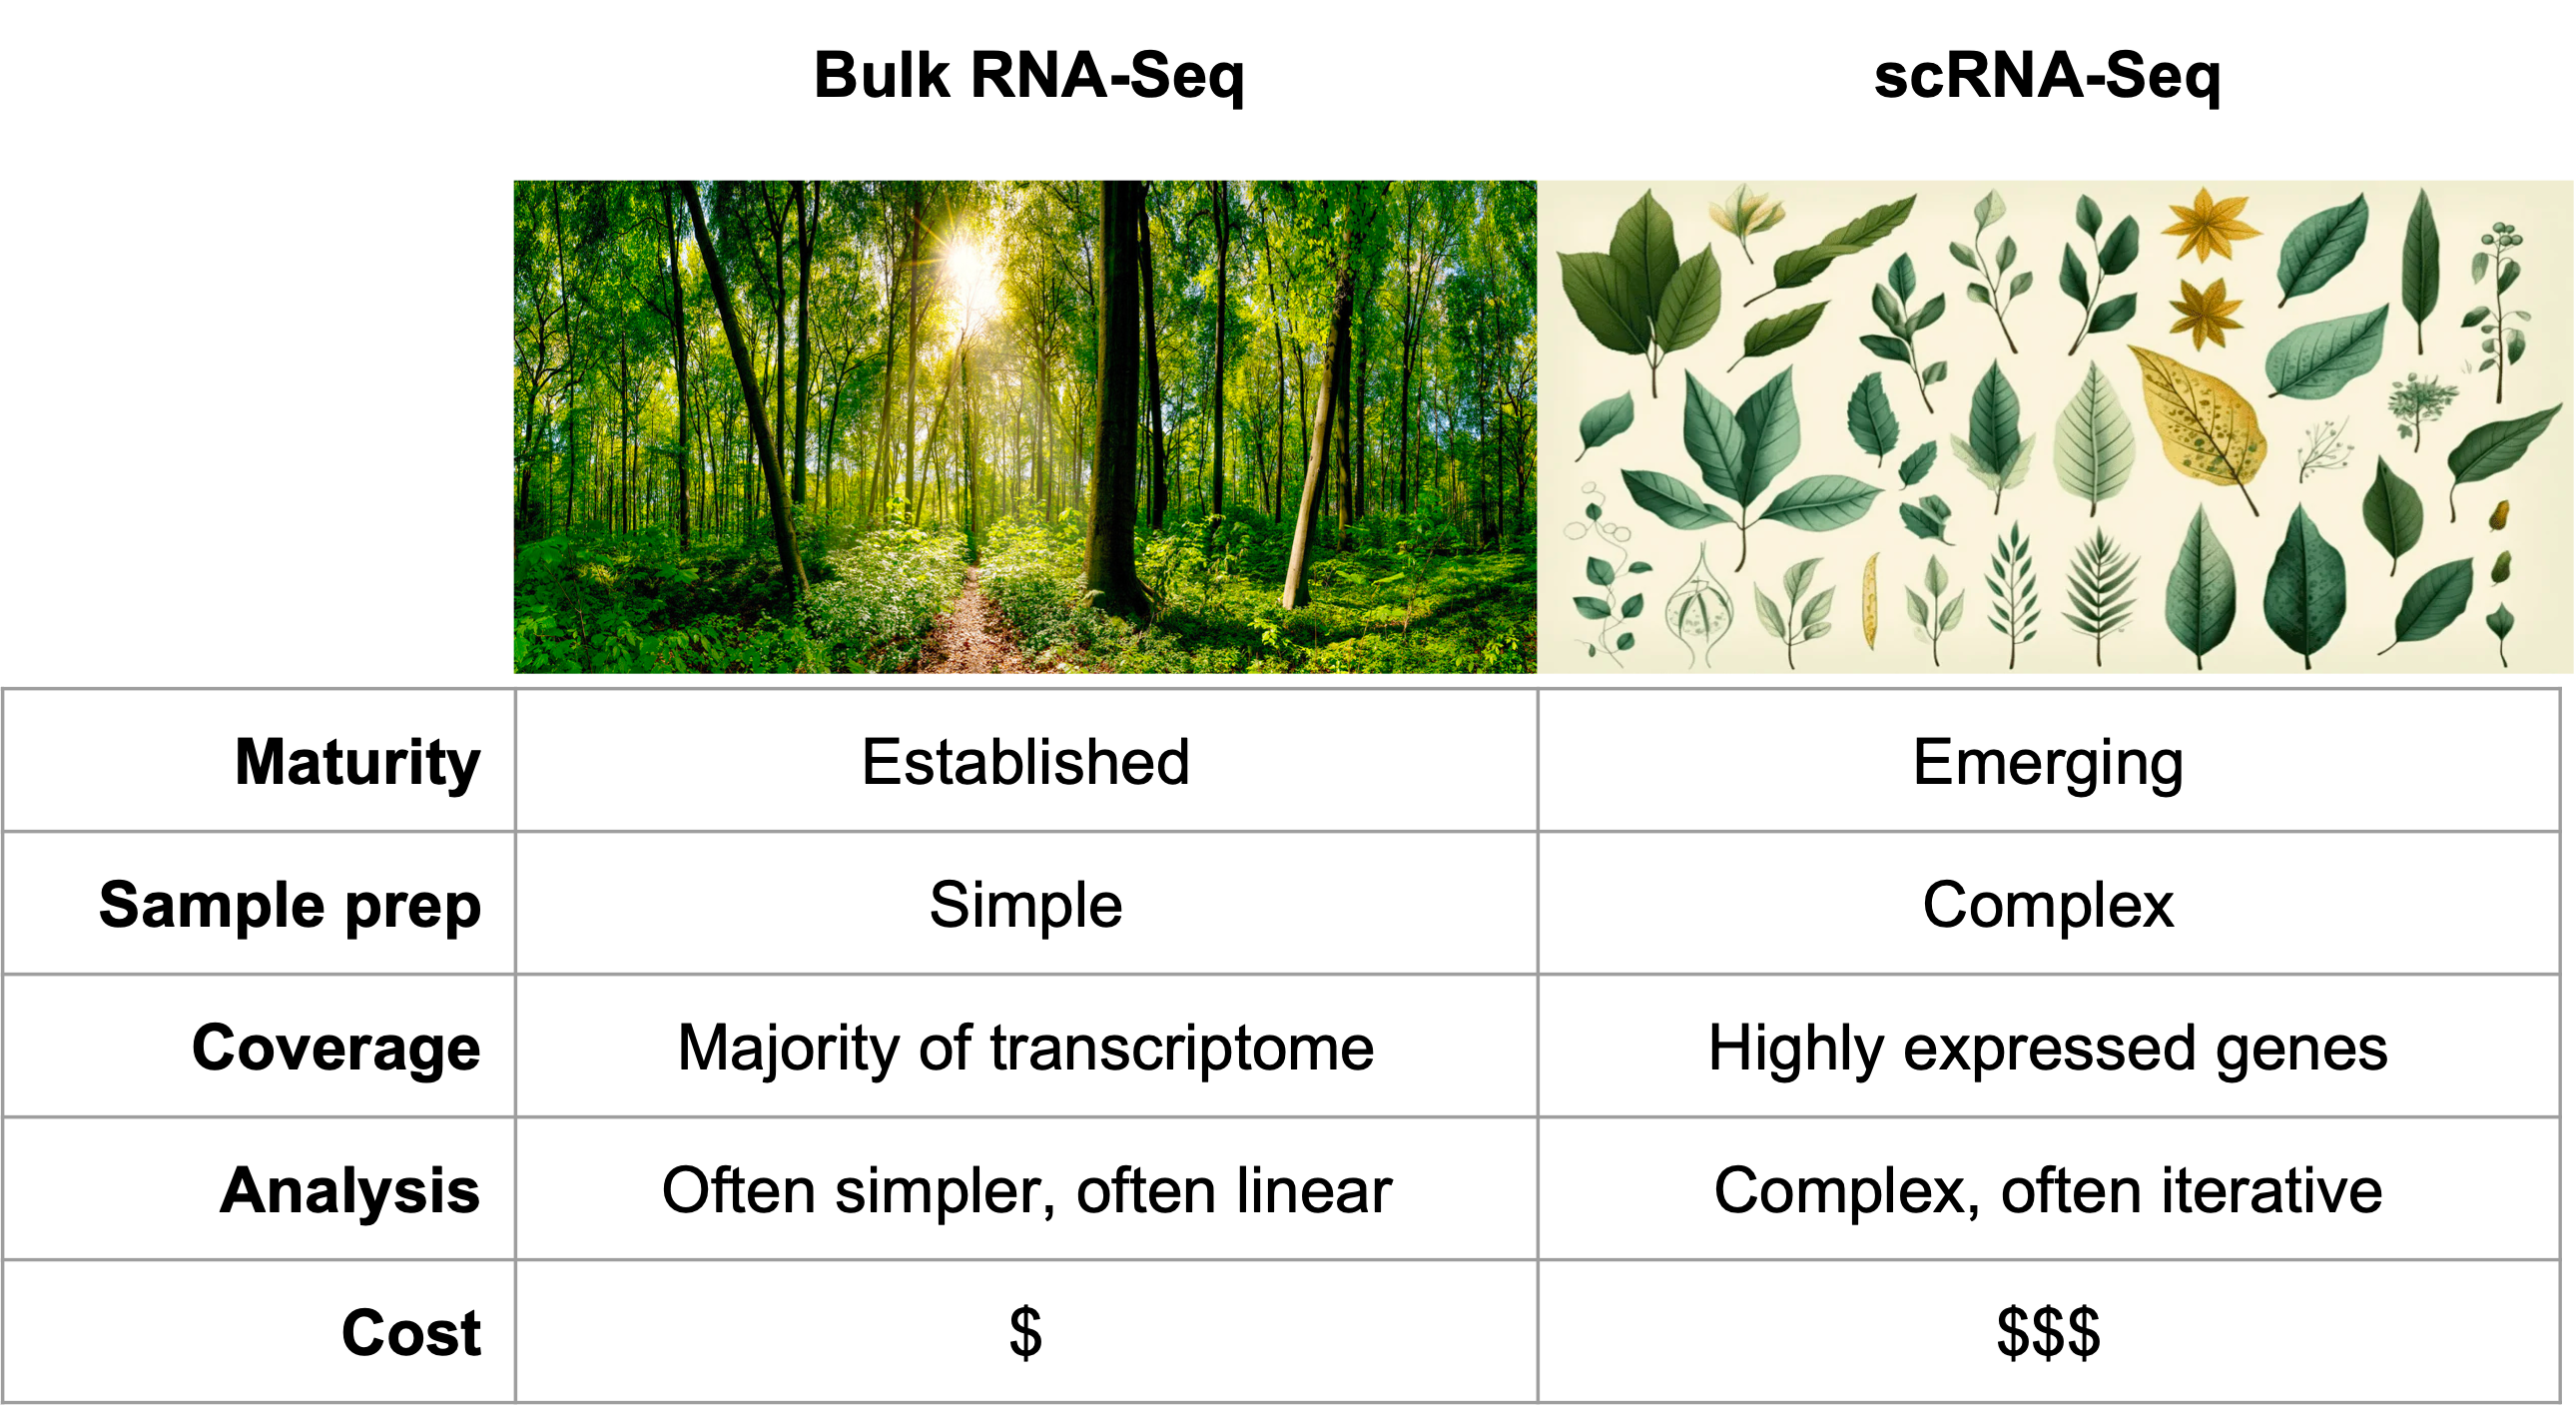 Bulk RNA-Seq scRNA-Seq
Maturity Established Emerging
Sample prep Simple Complex
Coverage Majority of transcriptome Highly expressed genes
Analysis Often simpler, often linear Complex, often iterative
Cost $ $$$